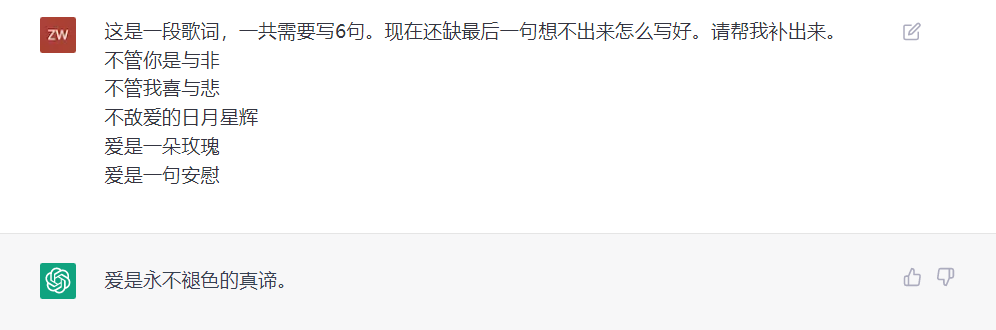 ZW
这是一段歌词，一共需要写6句。现在还缺最后一句想不出来怎么写好。请帮我补出来。
不管你是与非
不管我喜与悲
不敌爱的日月星辉
爱是一朵玫瑰
爱是一句安慰
爱是永不褪色的真谛。